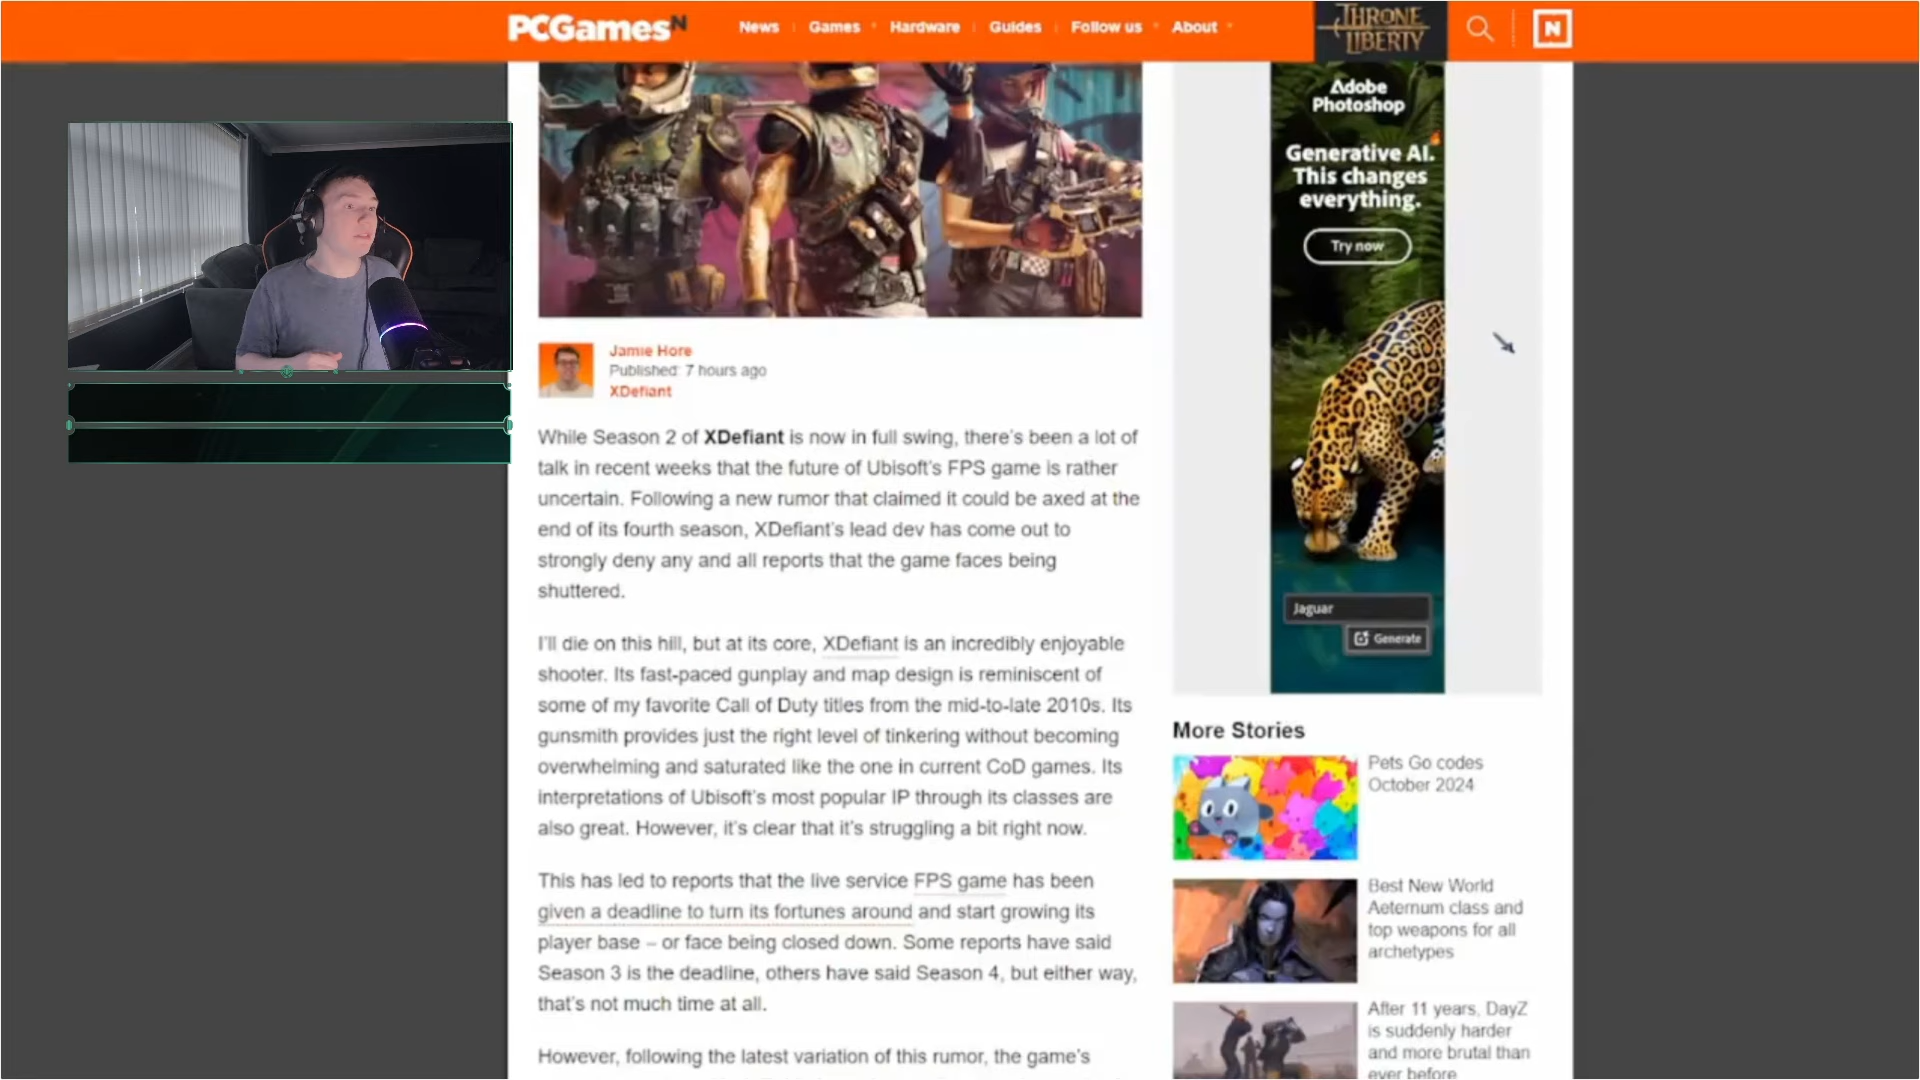 PCGamesN
News
Games
Hardware
Guides
Follow us
About
THRONE
LIBERTY
N
Adobe
Photoshop
Generative AI.
This changes
everything.
Try now
Jaguar
Generate
Jamie Hore
Published: 7 hours ago
XDefiant
While Season 2 of XDefiant is now in full swing, there's been a lot of
talk in recent weeks that the future of Ubisoft's FPS game is rather
uncertain. Following a new rumor that claimed it could be axed at the
end of its fourth season, XDefiant's lead dev has come out to
strongly deny any and all reports that the game faces being
shuttered.
I'll die on this hill, but at its core, XDefiant is an incredibly enjoyable
shooter. Its fast-paced gunplay and map design is reminiscent of
some of my favorite Call of Duty titles from the mid-to-late 2010s. Its
gunsmith provides just the right level of tinkering without becoming
overwhelming and saturated like the one in current CoD games. Its
interpretations of Ubisoft's most popular IP through its classes are
also great. However, it's clear that it's struggling a bit right now.
This has led to reports that the live service FPS game has been
given a deadline to turn its fortunes around and start growing its
player base – or face being closed down. Some reports have said
Season 3 is the deadline, others have said Season 4, but either way,
that's not much time at all.
However, following the latest variation of this rumor, the game's
More Stories
Pets Go codes
October 2024
Best New World
Aeternum class and
top weapons for all
archetypes
After 11 years, DayZ
is suddenly harder
and more brutal than
ever before